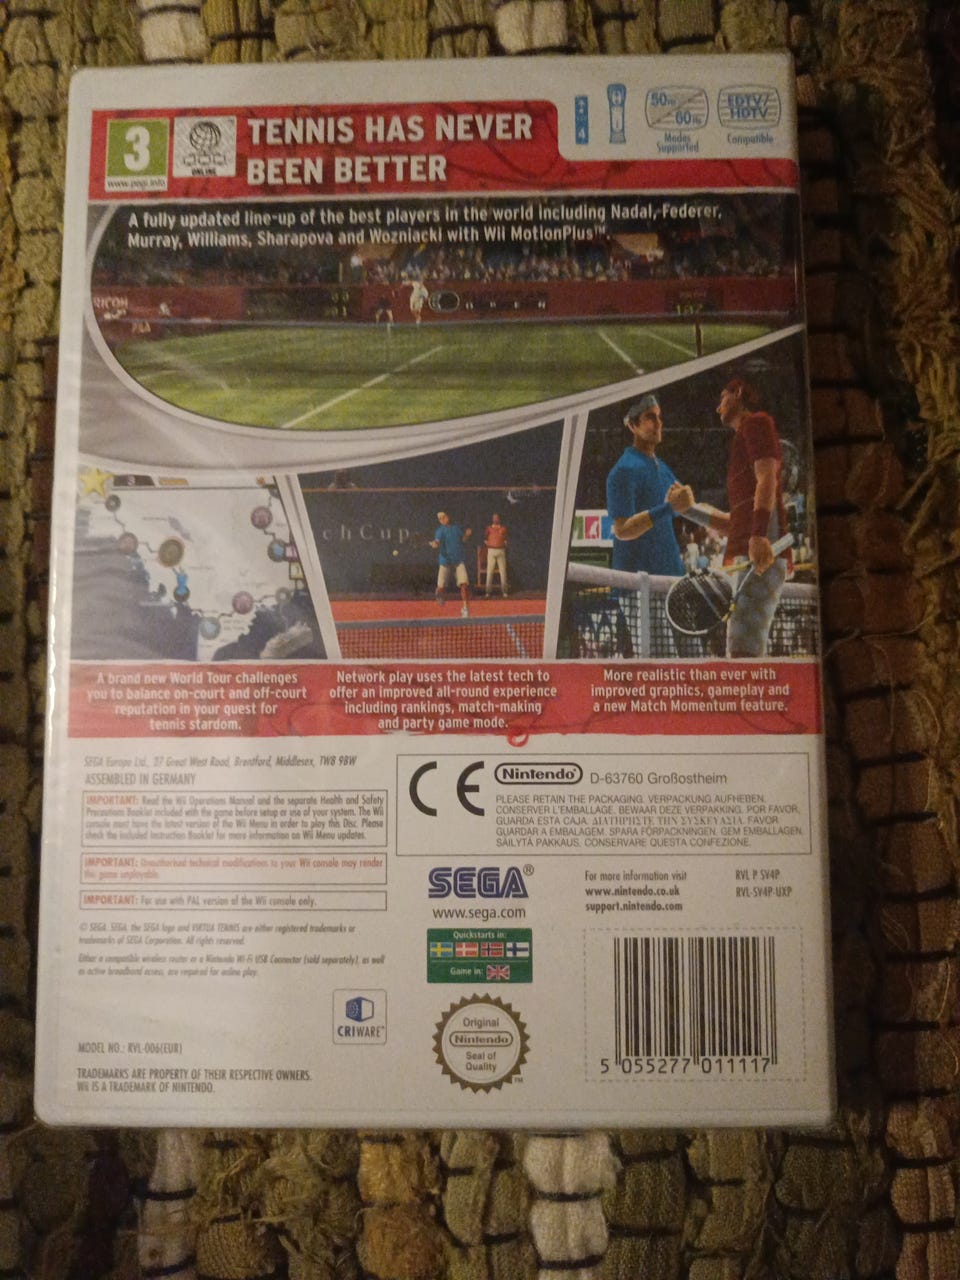 3
www.pegi.info
ONLINE
TENNIS HAS NEVER
BEEN BETTER
4
50Hz
60Hz
Modes
Supported
EDTV/
HDTV
Compatible
A fully updated line-up of the best players in the world including Nadal, Federer,
Murray, Williams, Sharapova and Wozniacki with Wii MotionPlus™
RICOH
FILA
3
chCup
A brand new World Tour challenges
you to balance on-court and off-court
reputation in your quest for
tennis stardom.
Network play uses the latest tech to
offer an improved all-round experience
including rankings, match-making
and party game mode.
More realistic than ever with
improved graphics, gameplay and
a new Match Momentum feature.
SEGA Europe Ltd., 27 Great West Road, Brentford, Middlesex, TW8 9BW
ASSEMBLED IN GERMANY
IMPORTANT: Read the Wii Operations Manual and the separate Health and Safety
Precautions Booklet included with the game before setup or use of your system. The Wii
console must have the latest version of the Wii Menu in order to play this Disc. Please
check the included Instruction Booklet for more information on Wii Menu updates.
IMPORTANT: Unauthorised technical modifications to your Wii console may render
this game unplayable.
IMPORTANT: For use with PAL version of the Wii console only.
© SEGA. SEGA, the SEGA logo and VIRTUA TENNIS are either registered trademarks or
trademarks of SEGA Corporation. All rights reserved.
Either a compatible wireless router or a Nintendo Wi-Fi USB Connector (sold separately), as well
as active broadband access, are required for online play.
CRIWARE™
MODEL NO.: RVL-006(EUR)
TRADEMARKS ARE PROPERTY OF THEIR RESPECTIVE OWNERS.
Wii IS A TRADEMARK OF NINTENDO.
CE
Nintendo®
D-63760 Großostheim
PLEASE RETAIN THE PACKAGING. VERPACKUNG AUFHEBEN.
CONSERVER L'EMBALLAGE. BEWAAR DEZE VERPAKKING. POR FAVOR,
GUARDA ESTA CAJA. ΔΙΑΤΗΡΗΣΤΕ ΤΗΝ ΣΥΣΚΕΥΑΣΙΑ. FAVOR
GUARDAR A EMBALAGEM. SPARA FÖRPACKNINGEN. GEM EMBALLAGEN.
SÄILYTÄ PAKKAUS. CONSERVARE QUESTA CONFEZIONE.
SEGA®
www.sega.com
Quickstarts in:
Game in:
Original
Nintendo
Seal of
Quality
™
For more information visit
www.nintendo.co.uk
support.nintendo.com
RVL P SV4P
RVL-SV4P-UXP
5 055277 011117